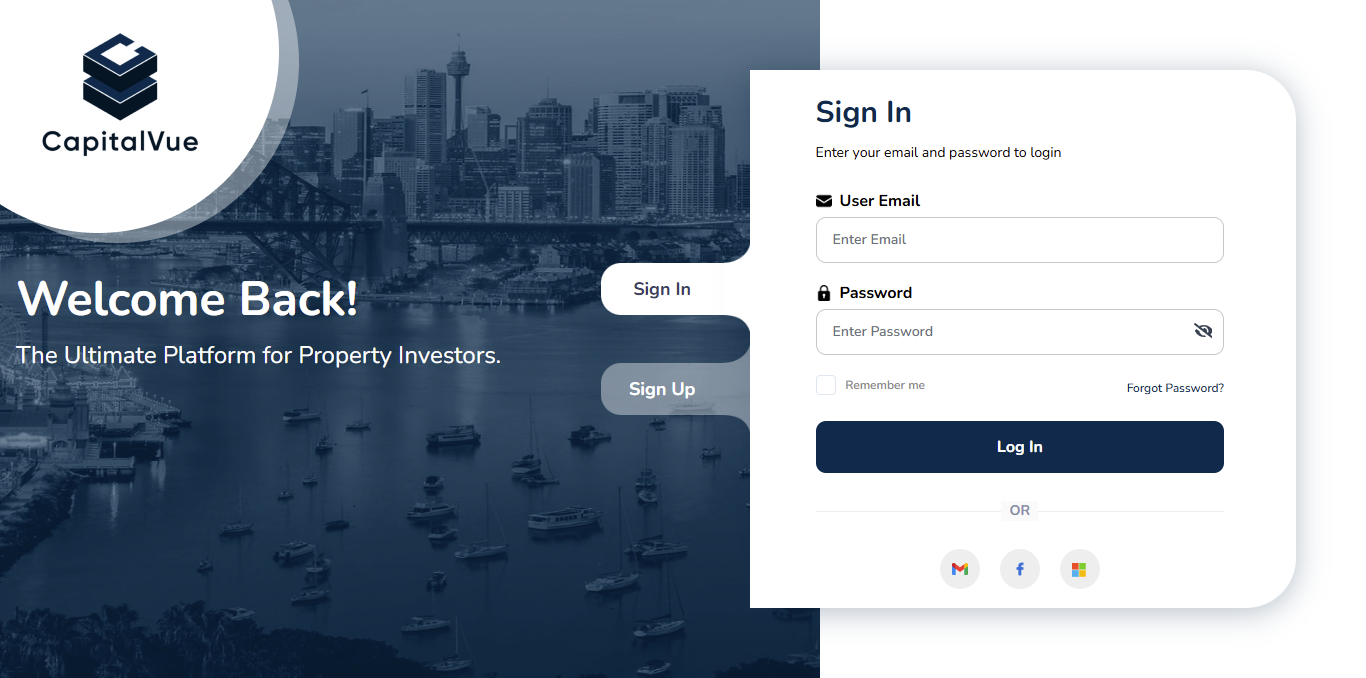 CapitalVue
Welcome Back!
The Ultimate Platform for Property Investors.
Sign In
Sign Up
Sign In
Enter your email and password to login
User Email
Enter Email
Password
Enter Password
Remember me
Forgot Password?
Log In
OR